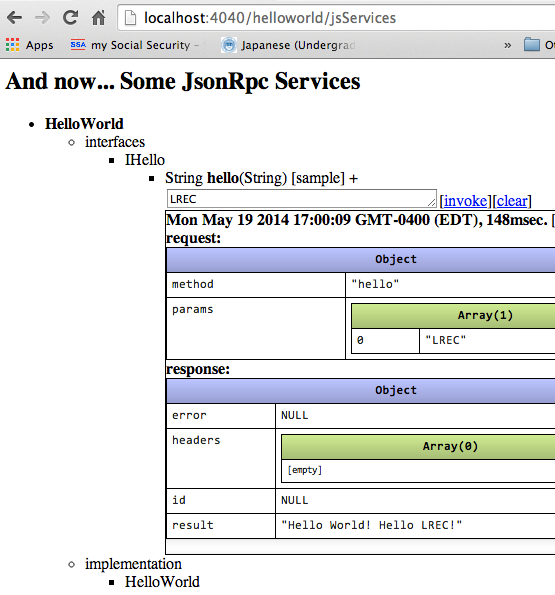 localhost:4040/helloworld/jsServices
Apps SSA my Social Security - Japanese (Undergrad » Ot
And now... Some JsonRpc Services
HelloWorld
interfaces
IHello
String hello(String) [sample] +
LREC [invoke][clear]
Mon May 19 2014 17:00:09 GMT-0400 (EDT), 148msec. [
request:
Object
method "hello"
params Array(1)
0 "LREC"
response:
Object
error NULL
headers Array(0)
[empty]
id NULL
result "Hello World! Hello LREC!"
implementation
HelloWorld